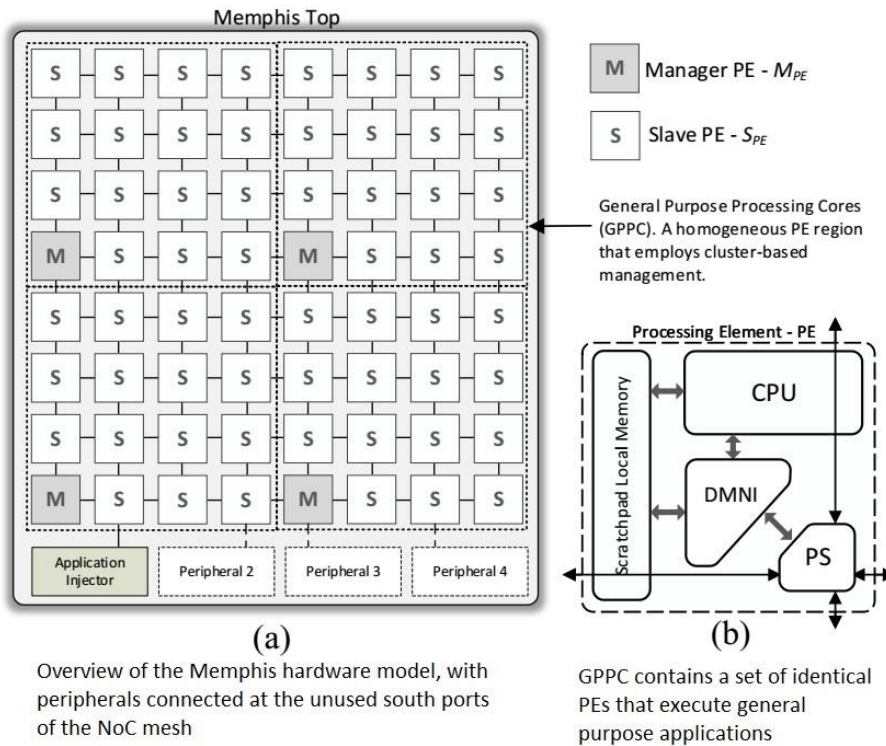 Memphis Top
S S S S S S S S
S S S S S S S S
S S S S S S S S
M S S S M S S S
S S S S S S S S
S S S S S S S S
S S S S S S S S
M S S S M S S S
Application
Injector
Peripheral 2
Peripheral 3
Peripheral 4
(a)
Overview of the Memphis hardware model, with
peripherals connected at the unused south ports
of the NoC mesh
M Manager PE - MPE
S Slave PE - SPE
General Purpose Processing Cores
(GPPC). A homogeneous PE region
that employs cluster-based
management.
Processing Element - PE
Scratchpad Local Memory
CPU
DMNI
PS
(b)
GPPC contains a set of identical
PEs that execute general
purpose applications